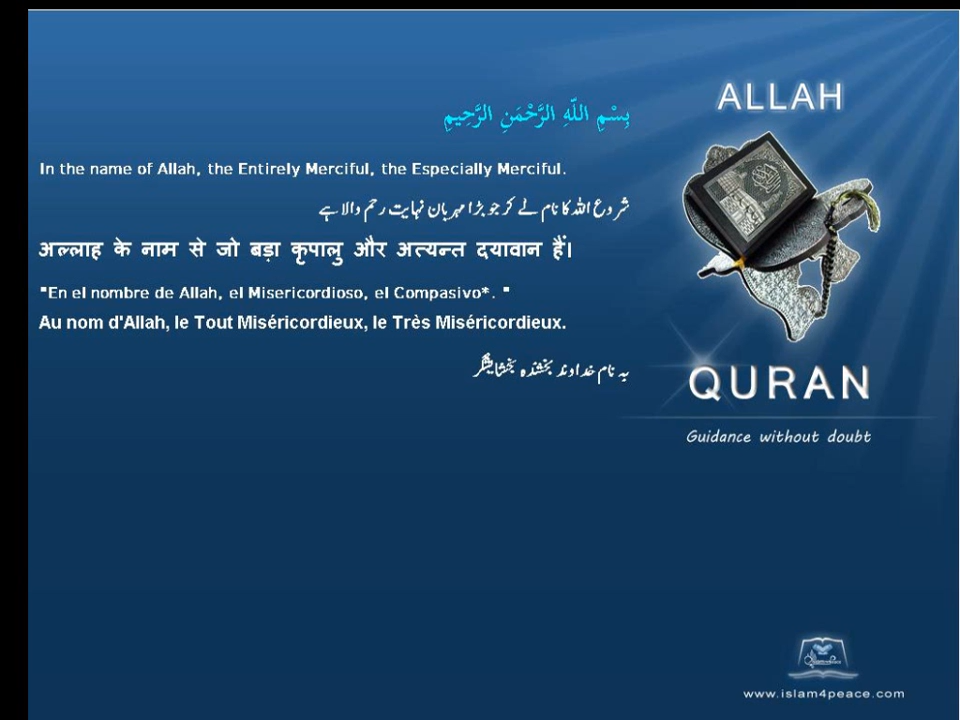 بِسْمِ اللَّهِ الرَّحْمَنِ الرَّحِيمِ
In the name of Allah, the Entirely Merciful, the Especially Merciful.
شروع الله کا نام لے کر جو بڑا مہربان نہایت رحم والا ہے
अल्लाह के नाम से जो बड़ा कृपालु और अत्यन्त दयावान हैं।
"En el nombre de Allah, el Misericordioso, el Compasivo*. "
Au nom d'Allah, le Tout Miséricordieux, le Très Miséricordieux.
به نام خداوند بخشنده بخشایشگر
ALLAH
QURAN
Guidance without doubt
www.islam4peace.com